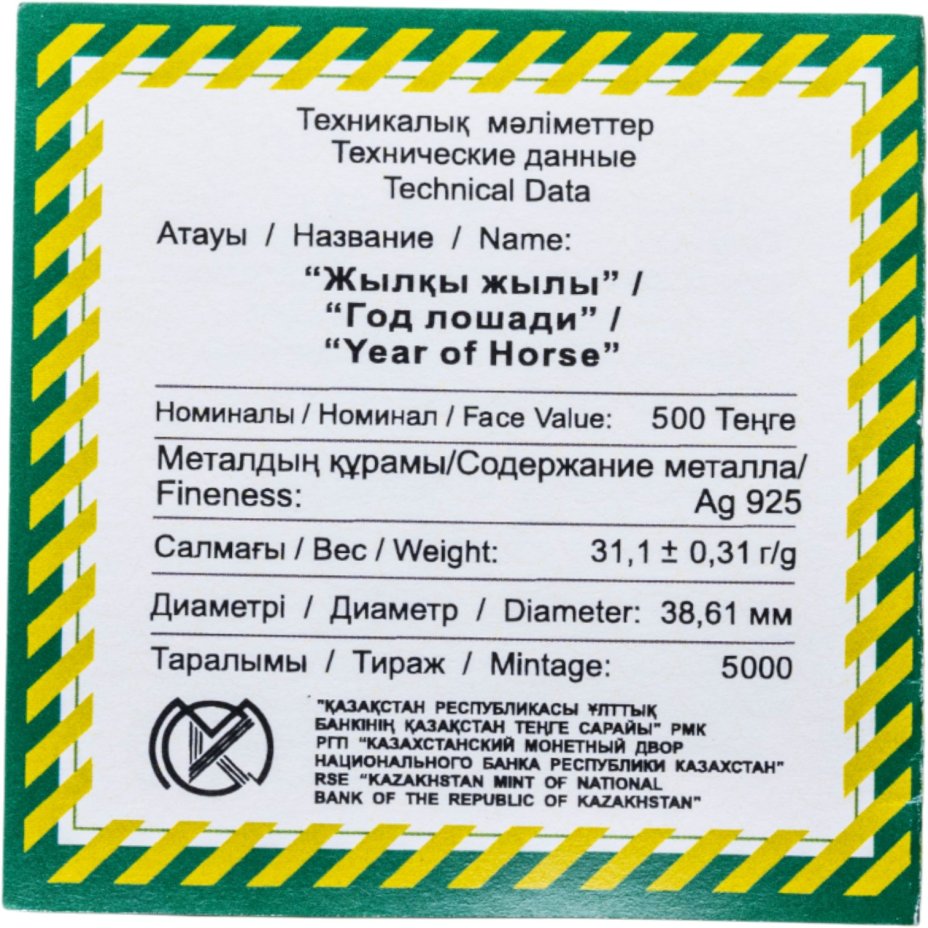 Техникалық мәліметтер
Технические данные
Technical Data
Атауы / Название / Name:
“Жылқы жылы” /
“Год лошади” /
“Year of Horse”
Номиналы / Номинал / Face Value: 500 Теңге
Металдың құрамы/Содержание металла/
Fineness: Ag 925
Салмағы / Вес / Weight: 31,1 ± 0,31 г/g
Диаметрі / Диаметр / Diameter: 38,61 мм
Таралымы / Тираж / Mintage: 5000
"ҚАЗАҚСТАН РЕСПУБЛИКАСЫ ҰЛТТЫҚ
БАНКІНІҢ ҚАЗАҚСТАН ТЕҢГЕ САРАЙЫ" РМК
РГП "КАЗАХСТАНСКИЙ МОНЕТНЫЙ ДВОР
НАЦИОНАЛЬНОГО БАНКА РЕСПУБЛИКИ КАЗАХСТАН"
RSE "KAZAKHSTAN MINT OF NATIONAL
BANK OF THE REPUBLIC OF KAZAKHSTAN"